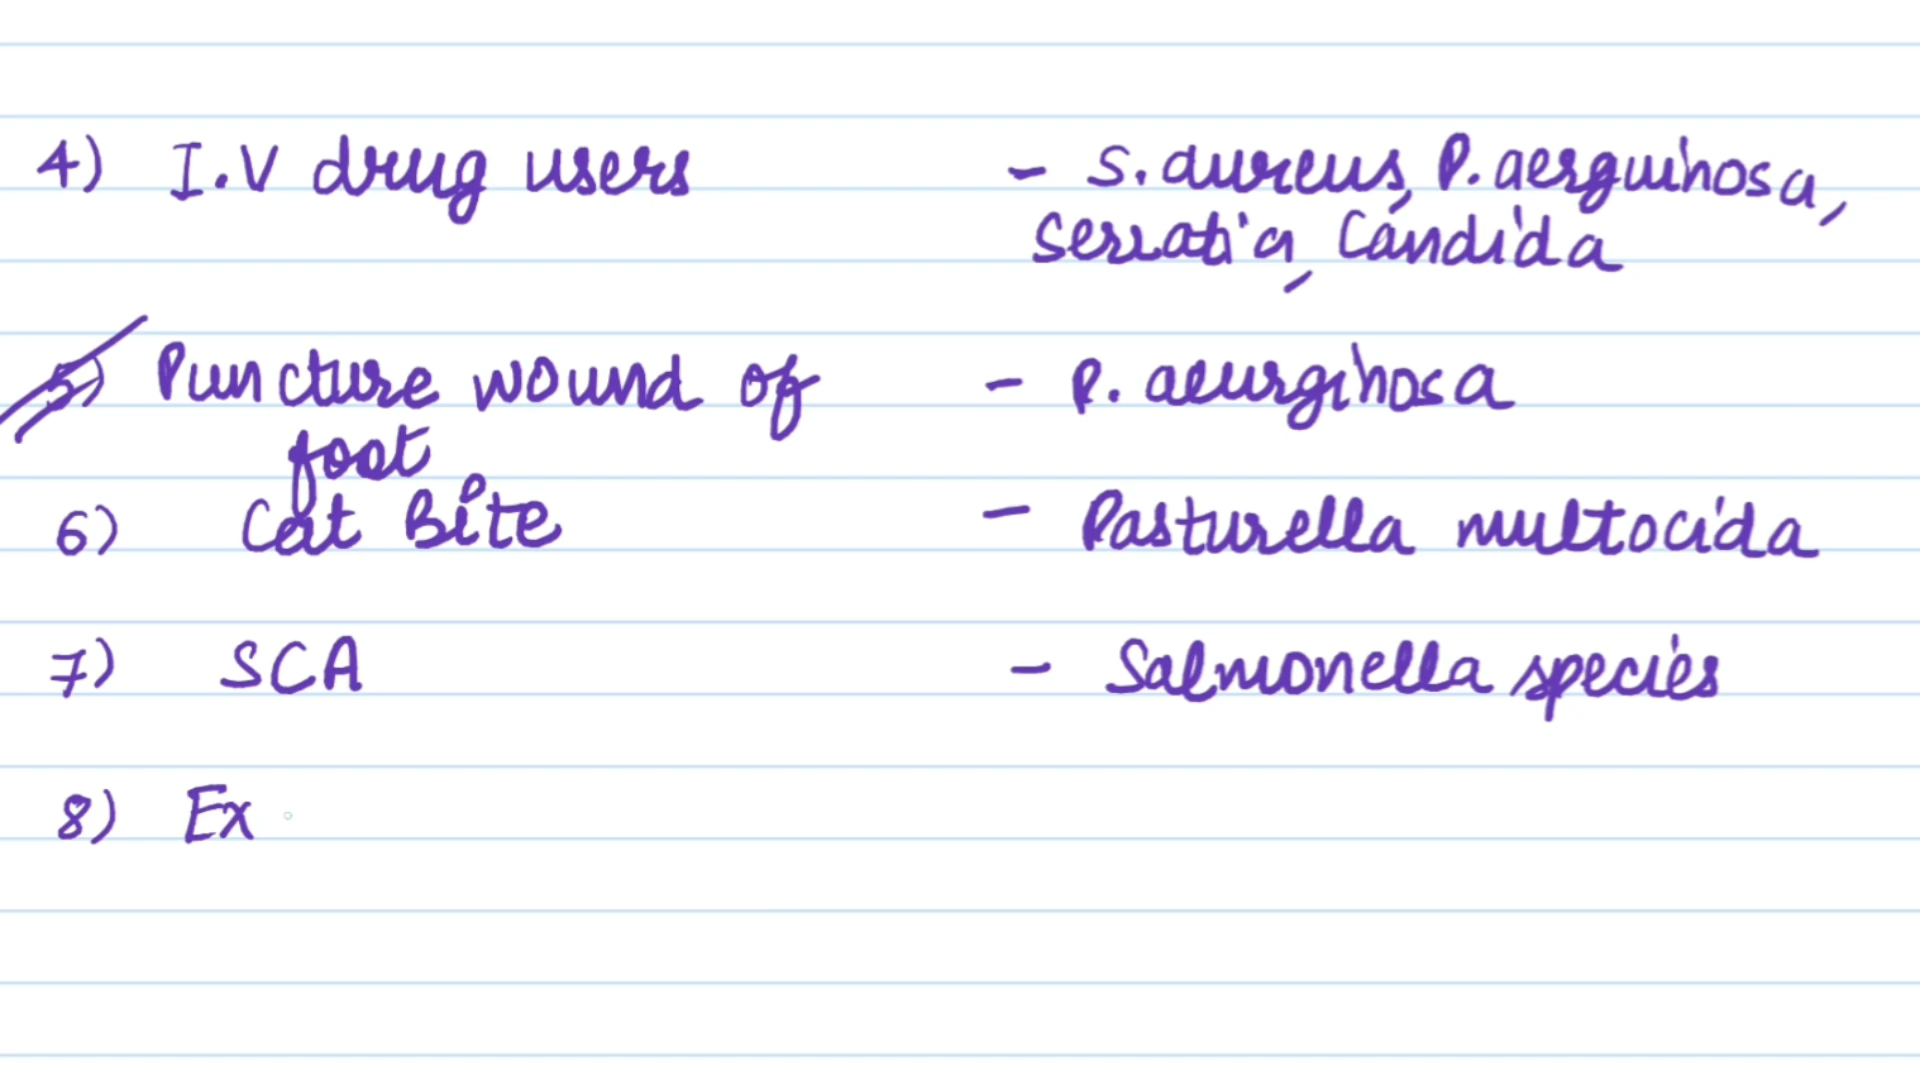 4) I.V drug users - S. aureus, P. aerguinosa,
serratia, Candida
5) Puncture wound of - P. aeurginosa
foot
6) Cat Bite - Pasturella multocida
7) SCA - Salmonella species
8) Ex